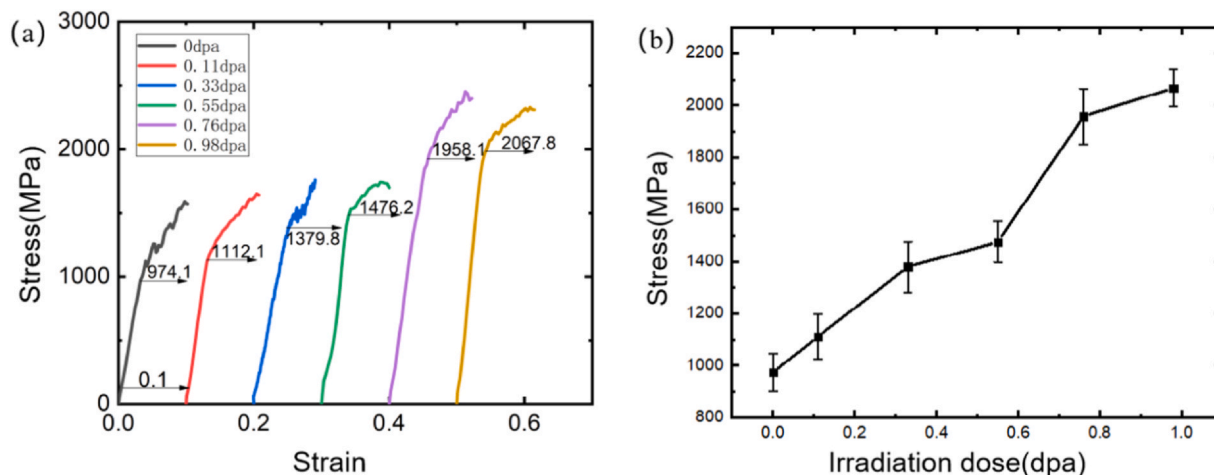 (a)
3000
2000
1000
0
Stress(MPa)
0dpa
0.11dpa
0.33dpa
0.55dpa
0.76dpa
0.98dpa
974.1
1112.1
1379.8
1476.2
1958.1
2067.8
0.1
0.0
0.2
0.4
0.6
Strain
(b)
2200
2000
1800
1600
1400
1200
1000
800
Stress(MPa)
0.0
0.2
0.4
0.6
0.8
1.0
Irradiation dose(dpa)